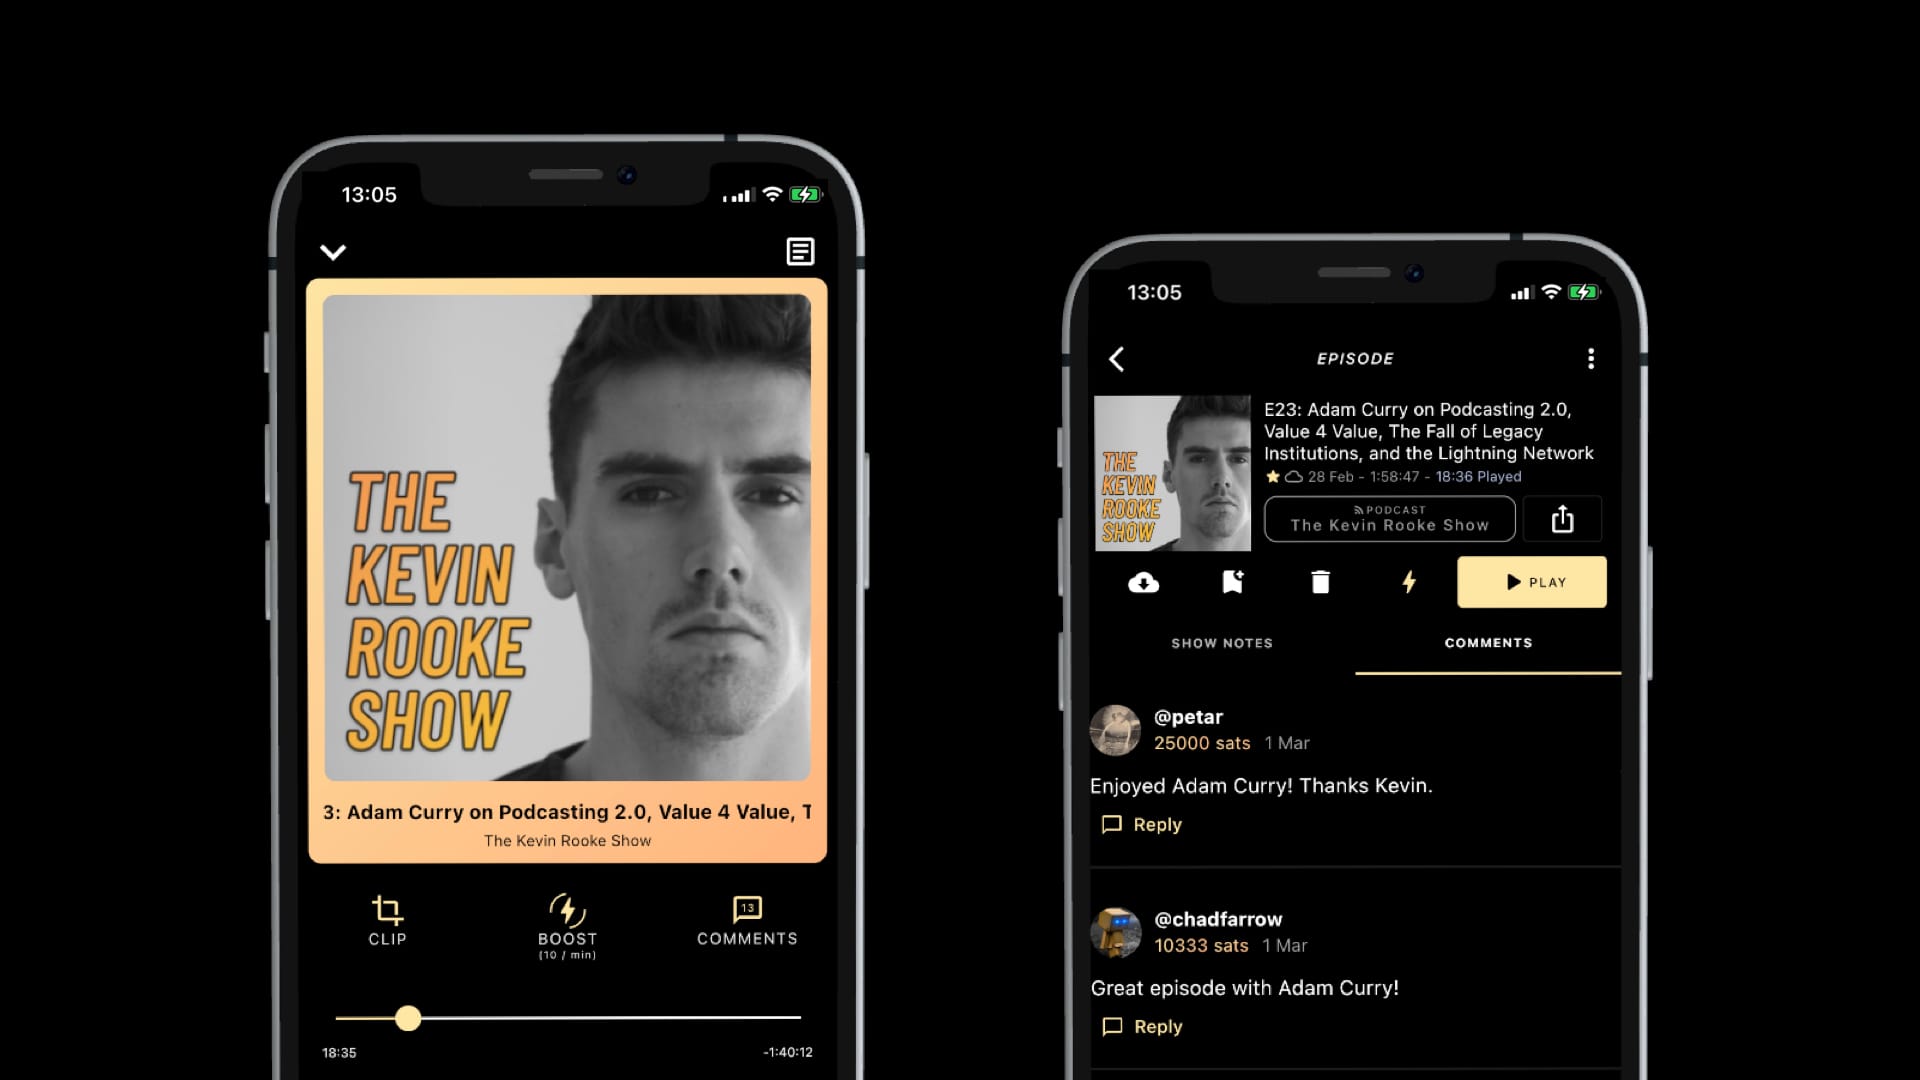 13:05
THE
KEVIN
ROOKE
SHOW
3: Adam Curry on Podcasting 2.0, Value 4 Value, T
The Kevin Rooke Show
CLIP
BOOST
(10 / min)
13
COMMENTS
18:35
-1:40:12
13:05
EPISODE
THE
KEVIN
ROOKE
SHOW
E23: Adam Curry on Podcasting 2.0,
Value 4 Value, The Fall of Legacy
Institutions, and the Lightning Network
28 Feb - 1:58:47 - 18:36 Played
PODCAST
The Kevin Rooke Show
PLAY
SHOW NOTES
COMMENTS
@petar
25000 sats 1 Mar
Enjoyed Adam Curry! Thanks Kevin.
Reply
@chadfarrow
10333 sats 1 Mar
Great episode with Adam Curry!
Reply